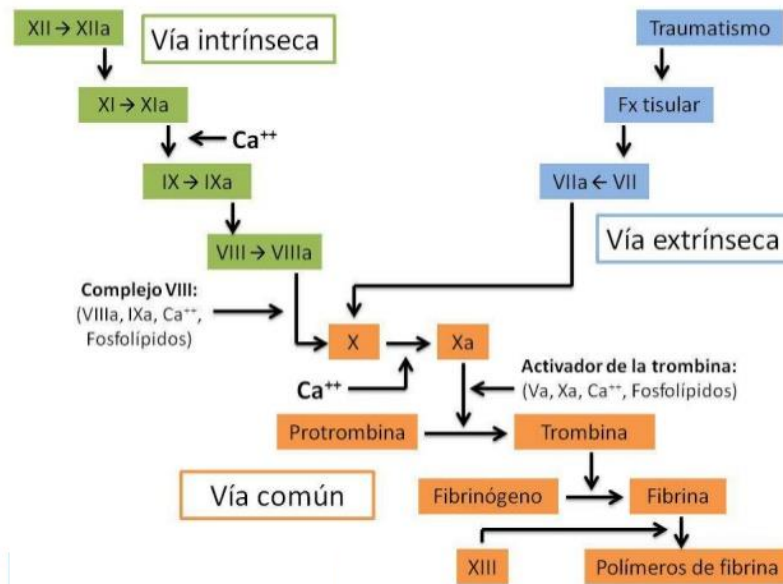 XII → XIIa
Vía intrínseca
Traumatismo
XI → XIa
Fx tisular
Ca⁺⁺
IX → IXa
VIIa ← VII
VIII → VIIIa
Vía extrínseca
Complejo VIII:
(VIIIa, IXa, Ca⁺⁺,
Fosfolípidos)
X
Xa
Ca⁺⁺
Activador de la trombina:
(Va, Xa, Ca⁺⁺, Fosfolípidos)
Protrombina
Trombina
Vía común
Fibrinógeno
Fibrina
XIII
Polímeros de fibrina